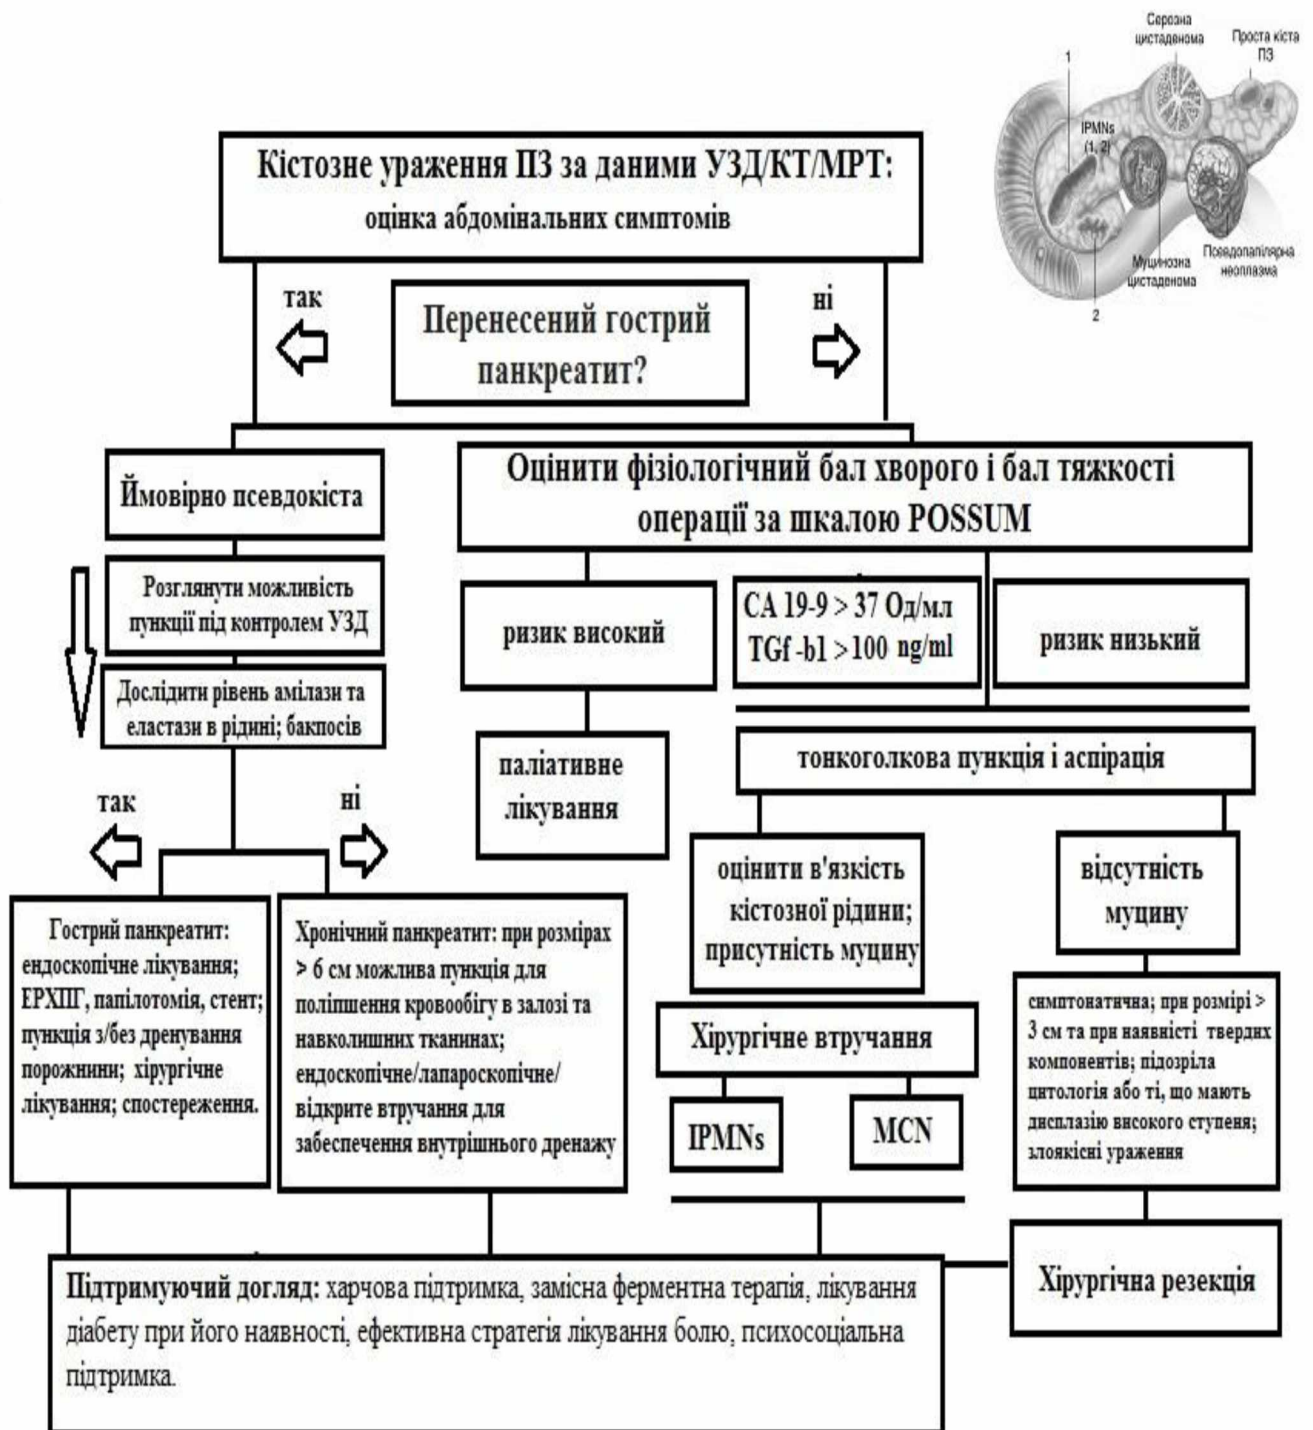 Серозна
цистаденома
Проста кіста
ПЗ
1
IPMNs
(1, 2)
Муцинозна
цистаденома
Псевдопапілярна
неоплазма
2
Кістозне ураження ПЗ за даними УЗД/КТ/МРТ:
оцінка абдомінальних симптомів
так
Перенесений гострий
панкреатит?
ні
Ймовірно псевдокіста
Розглянути можливість
пункції під контролем УЗД
Дослідити рівень амілази та
еластази в рідині; бакпосів
так
ні
Гострий панкреатит:
ендоскопічне лікування;
ЕРХПГ, папілотомія, стент;
пункція з/без дренування
порожнини; хірургічне
лікування; спостереження.
Хронічний панкреатит: при розмірах
> 6 см можлива пункція для
поліпшення кровообігу в залозі та
навколишних тканинах;
ендоскопічне/лапароскопічне/
відкрите втручання для
забеспечення внутрішнього дренажу
Оцінити фізіологічний бал хворого і бал тяжкості
операції за шкалою POSSUM
ризик високий
СА 19-9 > 37 Од/мл
TGf -b1 >100 ng/ml
ризик низький
паліативне
лікування
тонкоголкова пункція і аспірація
оцінити в'язкість
кістозної рідини;
присутність муцину
відсутність
муцину
Хірургічне втручання
IPMNs
MCN
симптонатична; при розмірі >
3 см та при наявністі твердих
компонентів; підозріла
цитологія або ті, що мають
дисплазію високого ступеня;
злоякісні ураження
Хірургічна резекція
Підтримуючий догляд: харчова підтримка, замісна ферментна терапія, лікування
діабету при його наявності, ефективна стратегія лікування болю, психосоціальна
підтримка.